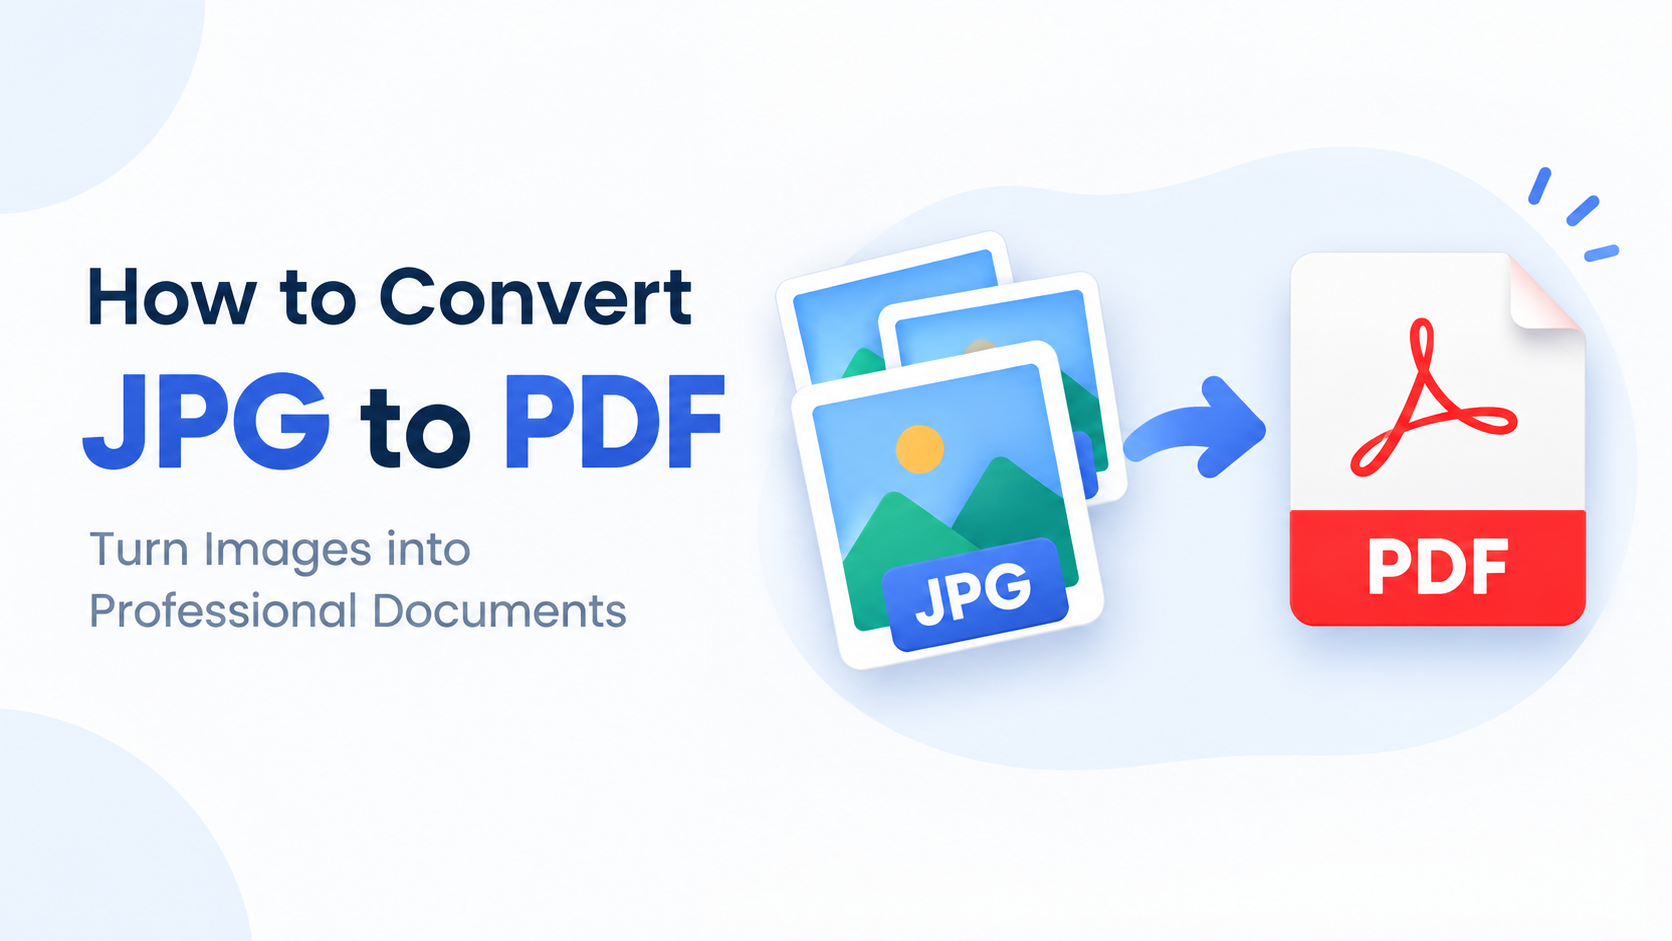 How to Convert
JPG to PDF
Turn Images into
Professional Documents
JPG
PDF